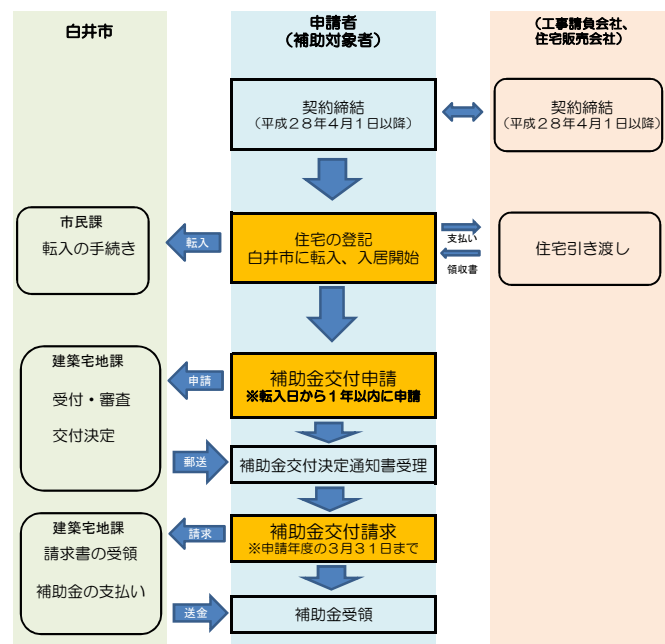 白井市
申請者
（補助対象者）
（工事請負会社、
住宅販売会社）
契約締結
（平成２８年４月１日以降）
契約締結
（平成２８年４月１日以降）
市民課
転入の手続き
転入
住宅の登記
白井市に転入、入居開始
支払い
領収書
住宅引き渡し
建築宅地課
受付・審査
交付決定
申請
補助金交付申請
※転入日から１年以内に申請
郵送
補助金交付決定通知書受理
建築宅地課
請求書の受領
補助金の支払い
請求
補助金交付請求
※申請年度の３月３１日まで
送金
補助金受領